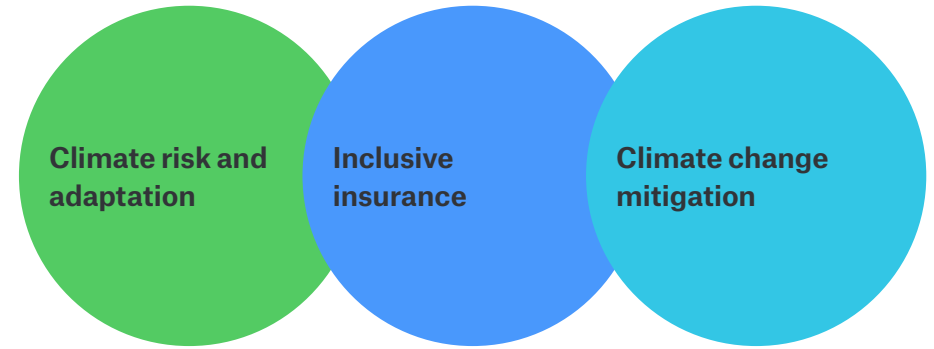 Climate risk and
adaptation
Inclusive
insurance
Climate change
mitigation